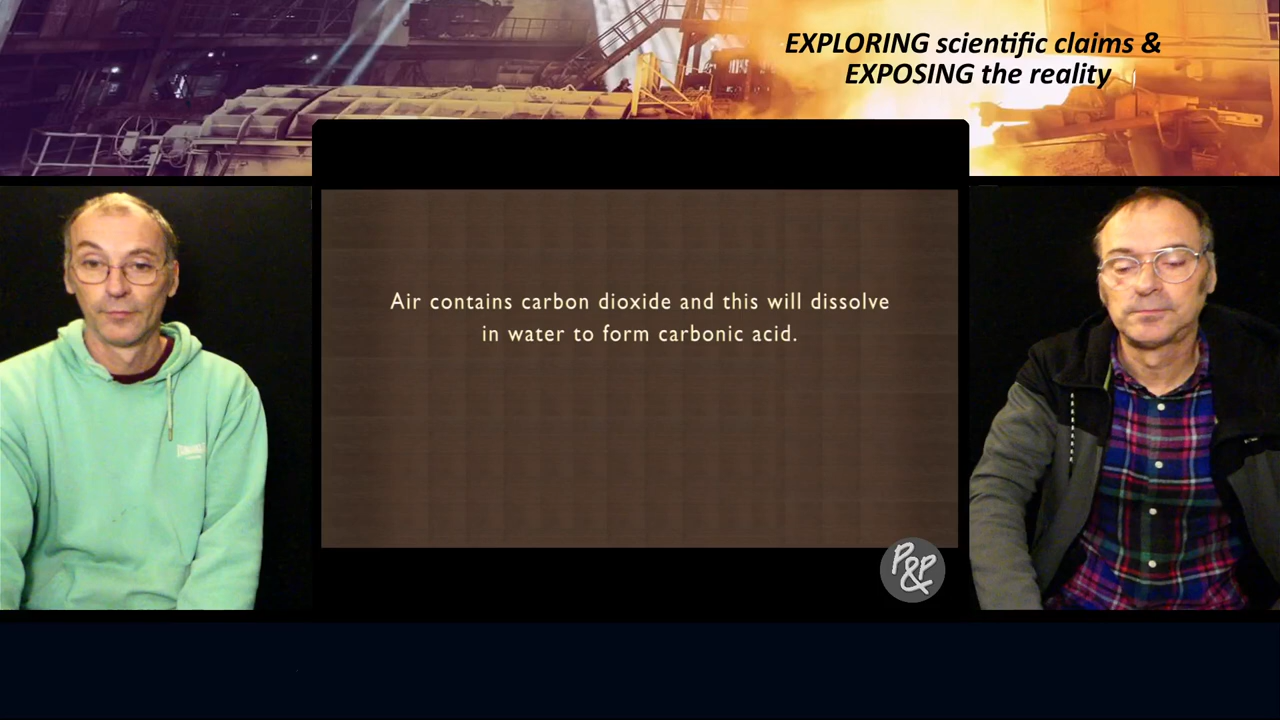 EXPLORING scientific claims &
EXPOSING the reality
Air contains carbon dioxide and this will dissolve
in water to form carbonic acid.
P&P